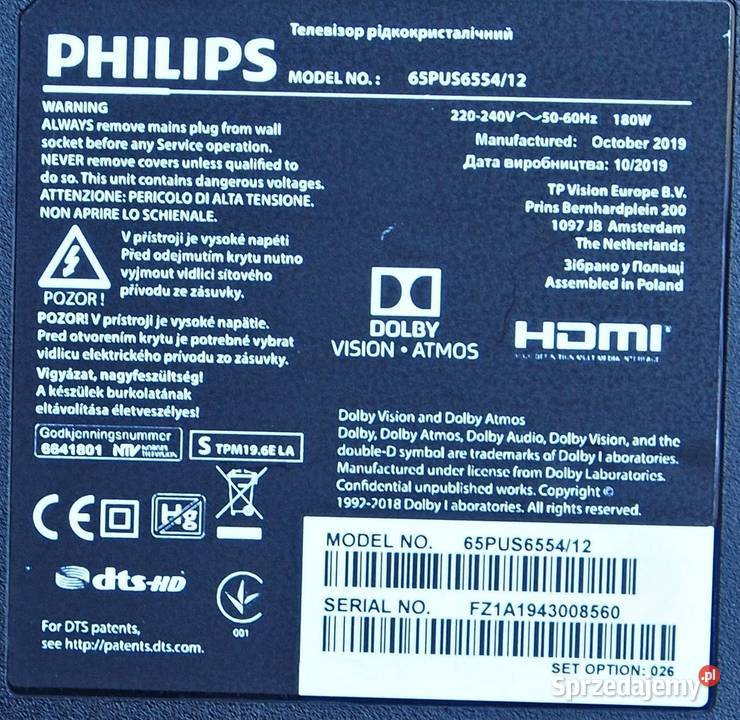 PHILIPS
Телевізор рідкокристалічний
MODEL NO.: 65PUS6554/12
220-240V~50-60Hz 180W
Manufactured: October 2019
Дата виробництва: 10/2019
TP Vision Europe B.V.
Prins Bernhardplein 200
1097 JB Amsterdam
The Netherlands
Зібрано у Польщі
Assembled in Poland
WARNING
ALWAYS remove mains plug from wall
socket before any Service operation.
NEVER remove covers unless qualified to
do so. This unit contains dangerous voltages.
ATTENZIONE: PERICOLO DI ALTA TENSIONE.
NON APRIRE LO SCHIENALE.
V přístroji je vysoké napětí
Před odejmutím krytu nutno
vyjmout vidlici síťového
přívodu ze zásuvky.
POZOR!
POZOR! V prístroji je vysoké napätie.
Pred otvorením krytu je potrebné vybrat
vidlicu elektrického prívodu zo zásuvky.
Vigyázat, nagyfeszültség!
A készülek burkolatának
eltávolítása életveszélyes!
DOLBY
VISION • ATMOS
HDMI
HIGH-DEFINITION MULTIMEDIA INTERFACE
Godkjenningsnummer
6641801 NTV
S TPM19.6E LA
CE
Hg
dts-HD
001
For DTS patents,
see http://patents.dts.com.
Dolby Vision and Dolby Atmos
Dolby, Dolby Atmos, Dolby Audio, Dolby Vision, and the
double-D symbol are trademarks of Dolby Laboratories.
Manufactured under license from Dolby Laboratories.
Confidential unpublished works. Copyright ©
1992-2018 Dolby Laboratories. All rights reserved.
MODEL NO. 65PUS6554/12
SERIAL NO. FZ1A1943008560
SET OPTION: 026
Sprzedajemy.pl